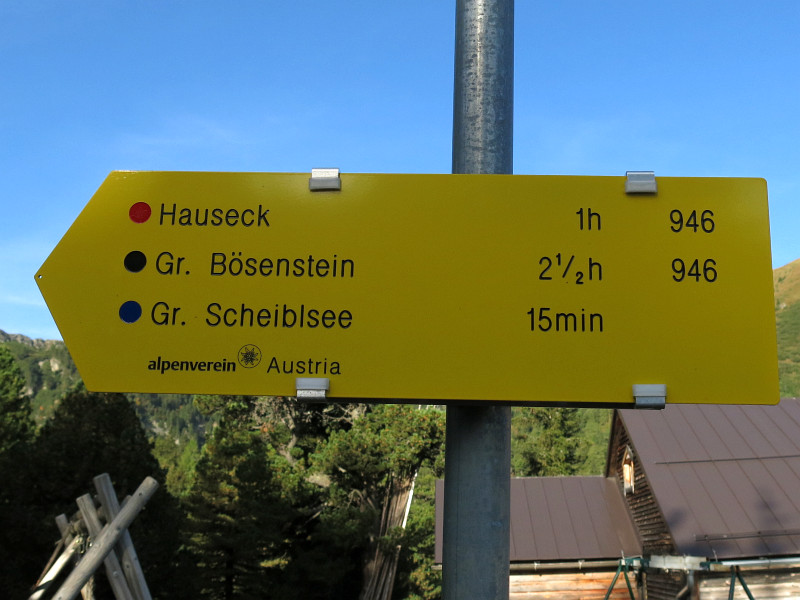 Hauseck 1h 946
Gr. Bösenstein 2½h 946
Gr. Scheiblsee 15min
alpenverein Austria